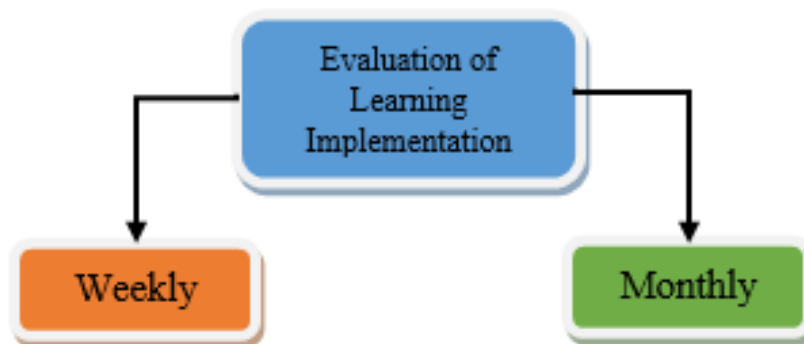 Evaluation of
Learning
Implementation
Weekly
Monthly